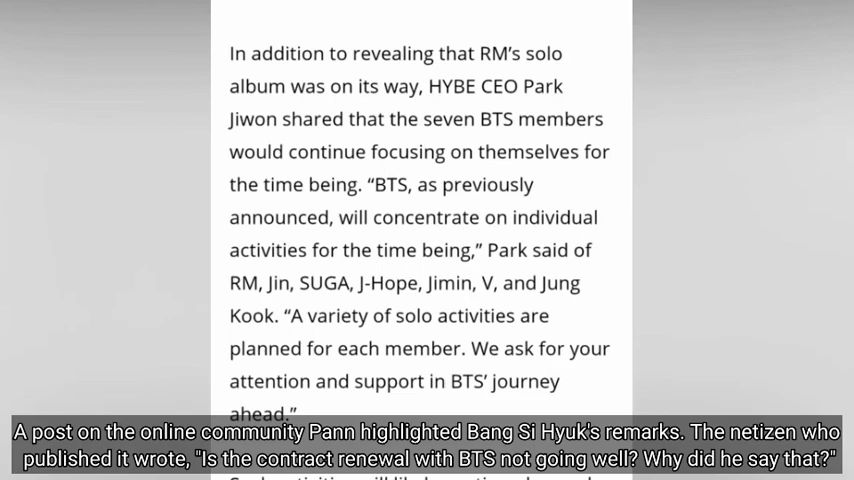 In addition to revealing that RM's solo
album was on its way, HYBE CEO Park
Jiwon shared that the seven BTS members
would continue focusing on themselves for
the time being. “BTS, as previously
announced, will concentrate on individual
activities for the time being,” Park said of
RM, Jin, SUGA, J-Hope, Jimin, V, and Jung
Kook. “A variety of solo activities are
planned for each member. We ask for your
attention and support in BTS’ journey
ahead.”
A post on the online community Pann highlighted Bang Si Hyuk's remarks. The netizen who
published it wrote, "Is the contract renewal with BTS not going well? Why did he say that?"